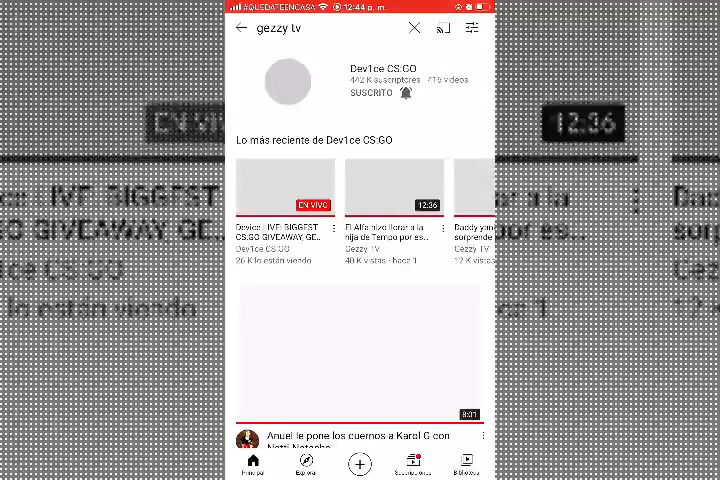 #QUEDATEENCASA 12:44 p. m.
gezzy tv
Dev1ce CS:GO
442 K suscriptores 416 videos
SUSCRITO
Lo más reciente de Dev1ce CS:GO
EN VIVO
12:36
Device LIVE: BIGGEST
CS:GO GIVEAWAY, GE...
Dev1ce CS:GO
26 K lo están viendo
El Alfa hizo llorar a la
hija de Tempo por es...
Gezzy TV
40 K vistas · hace 1
Daddy yan
sorprende
Gezzy TV
12 K vistas
8:01
Anuel le pone los cuernos a Karol G con
Natti Natasha
Principal
Explorar
Suscripciones
Biblioteca